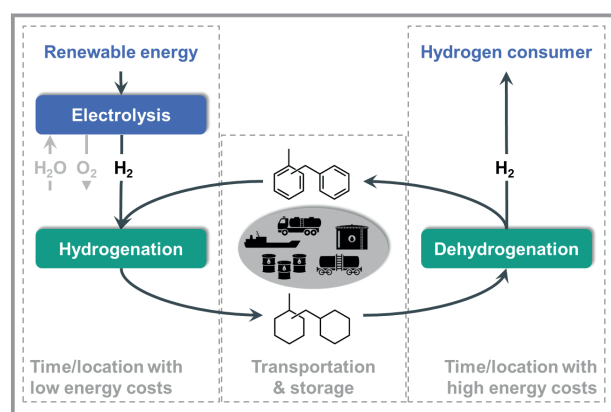 Renewable energy
Electrolysis
H₂O
O₂
H₂
Hydrogenation
Time/location with
low energy costs
Transportation
& storage
Hydrogen consumer
H₂
Dehydrogenation
Time/location with
high energy costs